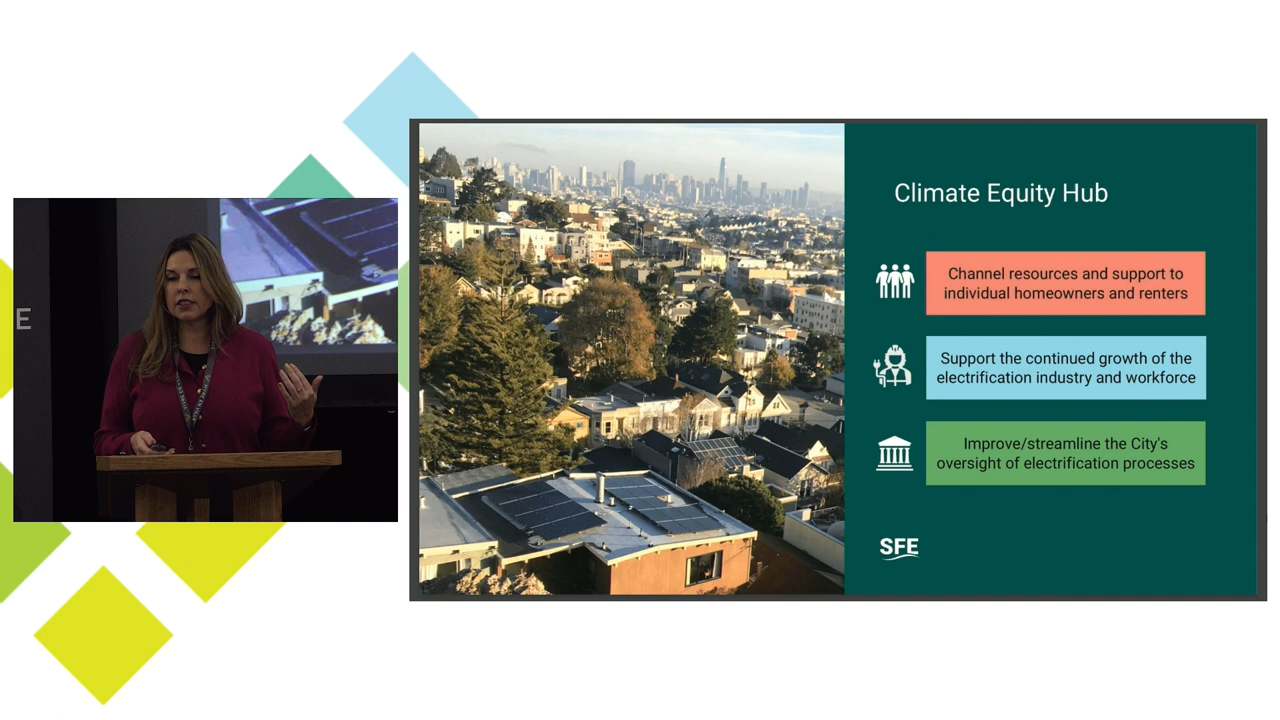 E
Climate Equity Hub
Channel resources and support to
individual homeowners and renters
Support the continued growth of the
electrification industry and workforce
Improve/streamline the City's
oversight of electrification processes
SFE